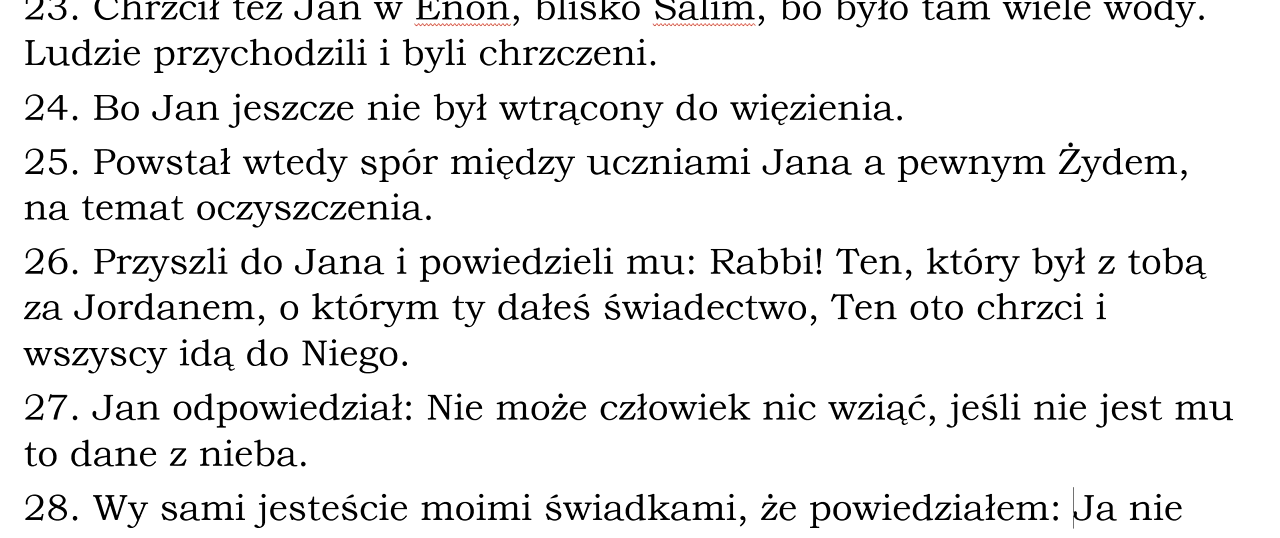 23. Chrzcił też Jan w Enon, blisko Salim, bo było tam wiele wody.
Ludzie przychodzili i byli chrzczeni.
24. Bo Jan jeszcze nie był wtrącony do więzienia.
25. Powstał wtedy spór między uczniami Jana a pewnym Żydem,
na temat oczyszczenia.
26. Przyszli do Jana i powiedzieli mu: Rabbi! Ten, który był z tobą
za Jordanem, o którym ty dałeś świadectwo, Ten oto chrzci i
wszyscy idą do Niego.
27. Jan odpowiedział: Nie może człowiek nic wziąć, jeśli nie jest mu
to dane z nieba.
28. Wy sami jesteście moimi świadkami, że powiedziałem: Ja nie